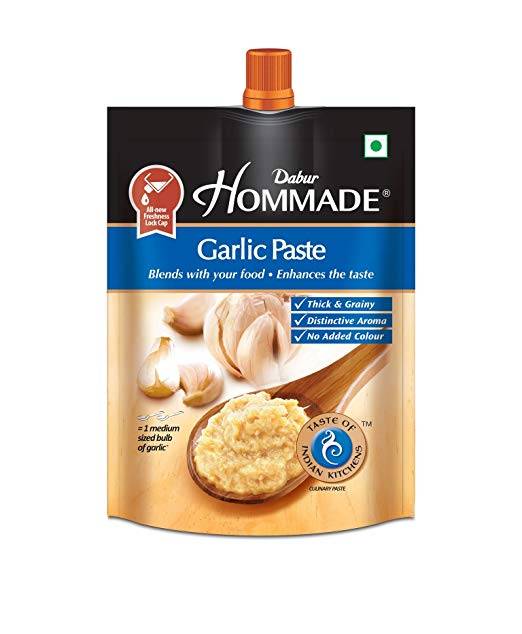 Dabur
HOMMADE®
All-new
Freshness
Lock Cap
Garlic Paste
Blends with your food • Enhances the taste
✓ Thick & Grainy
✓ Distinctive Aroma
✓ No Added Colour
= 1 medium
sized bulb
of garlic*
TASTE OF
INDIAN KITCHENS
TM
CULINARY PASTE